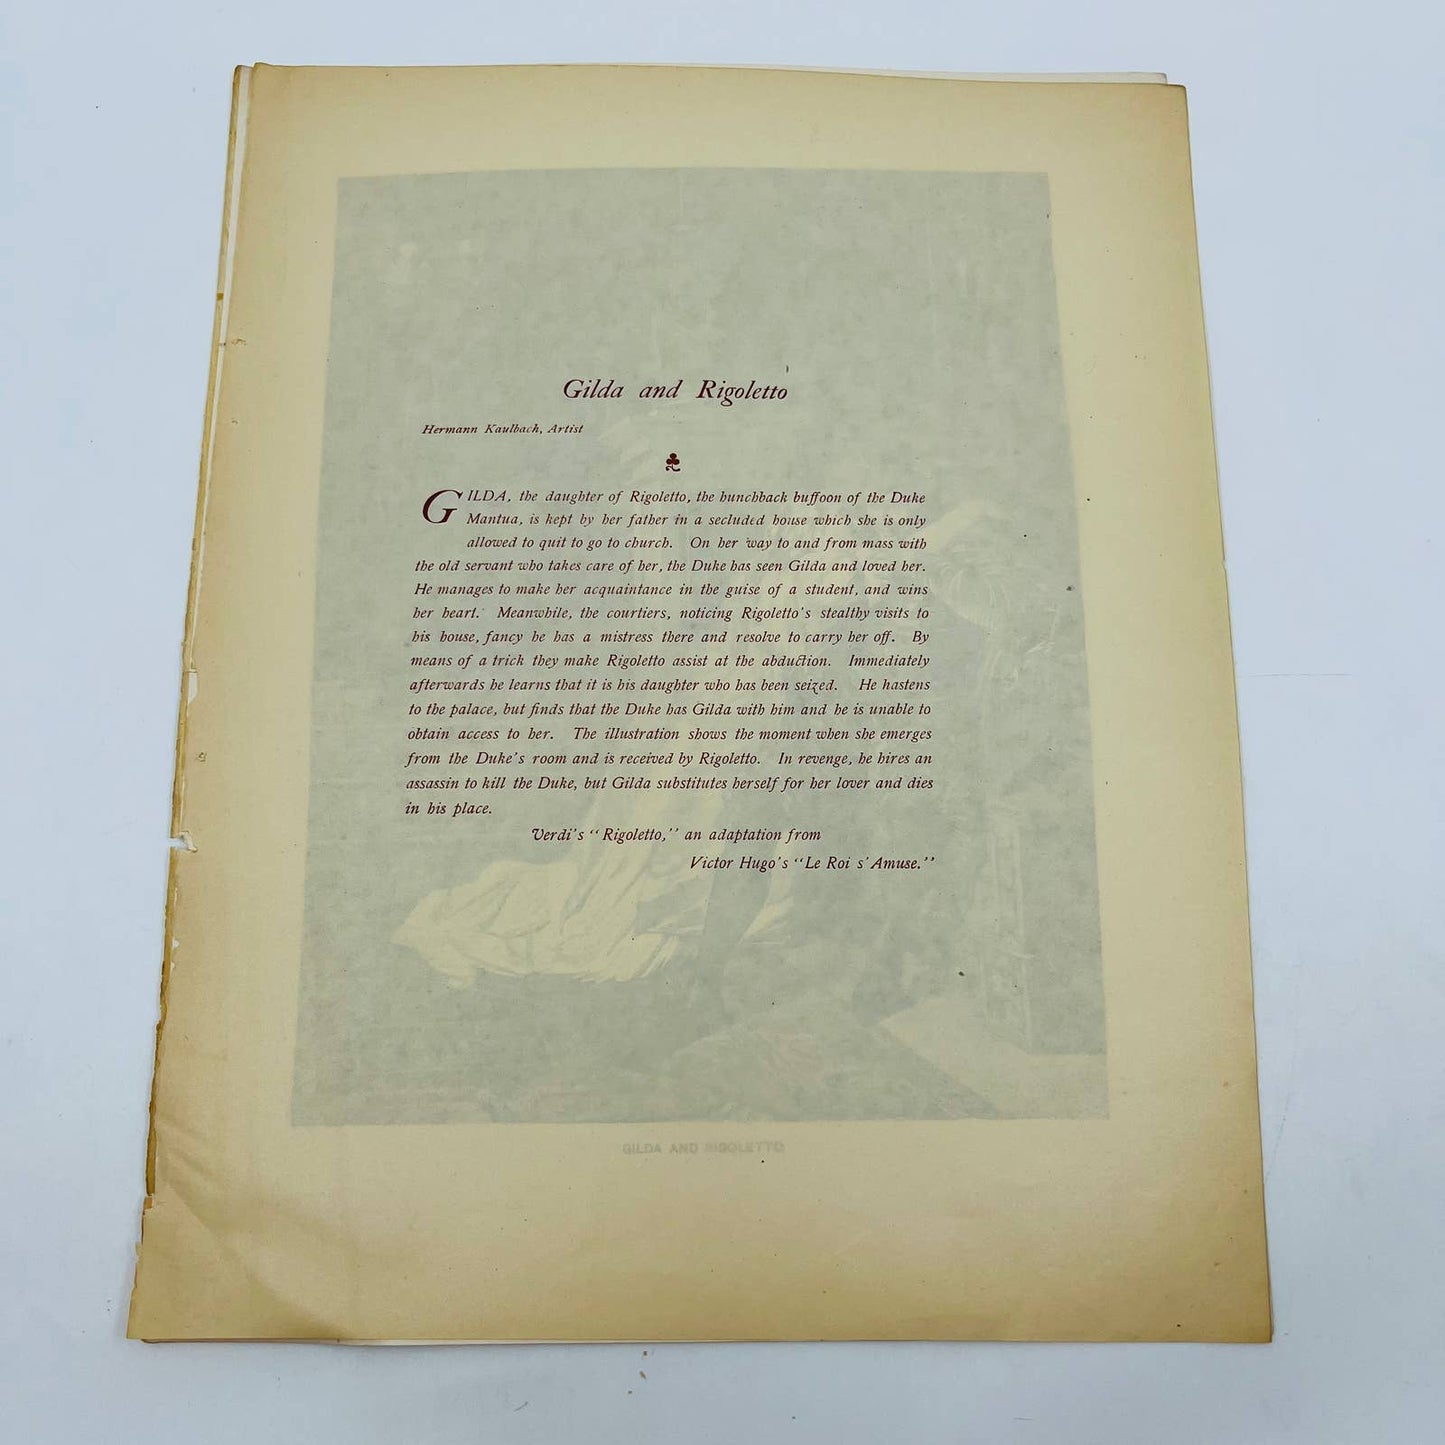 Gilda and Rigoletto
Hermann Kaulbach, Artist
GILDA, the daughter of Rigoletto, the hunchback buffoon of the Duke
Mantua, is kept by her father in a secluded house which she is only
allowed to quit to go to church. On her way to and from mass with
the old servant who takes care of her, the Duke has seen Gilda and loved her.
He manages to make her acquaintance in the guise of a student, and wins
her heart. Meanwhile, the courtiers, noticing Rigoletto's stealthy visits to
his house, fancy he has a mistress there and resolve to carry her off. By
means of a trick they make Rigoletto assist at the abduction. Immediately
afterwards he learns that it is his daughter who has been seized. He hastens
to the palace, but finds that the Duke has Gilda with him and he is unable to
obtain access to her. The illustration shows the moment when she emerges
from the Duke's room and is received by Rigoletto. In revenge, he hires an
assassin to kill the Duke, but Gilda substitutes herself for her lover and dies
in his place.
Verdi's "Rigoletto," an adaptation from
Victor Hugo's "Le Roi s'Amuse."
GILDA AND RIGOLETTO